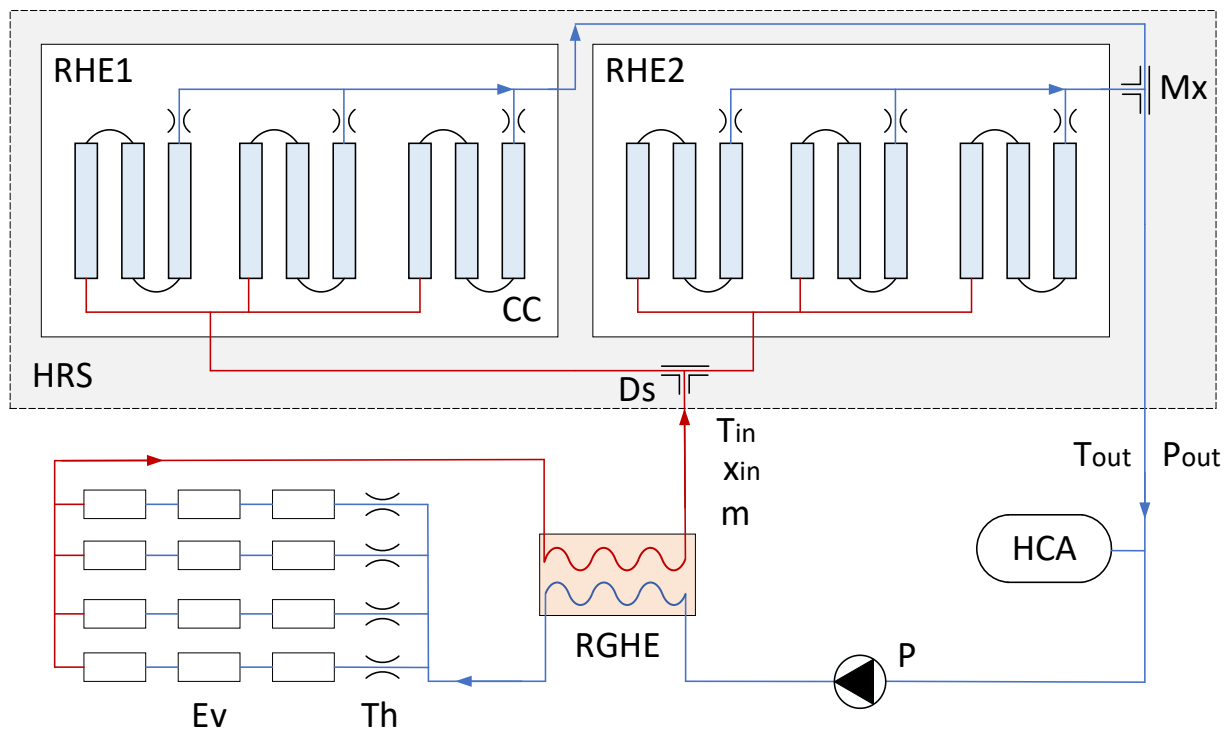 RHE1
RHE2
Mx
CC
HRS
Ds
Tin
xin
m
Tout
Pout
HCA
RGHE
P
Ev
Th